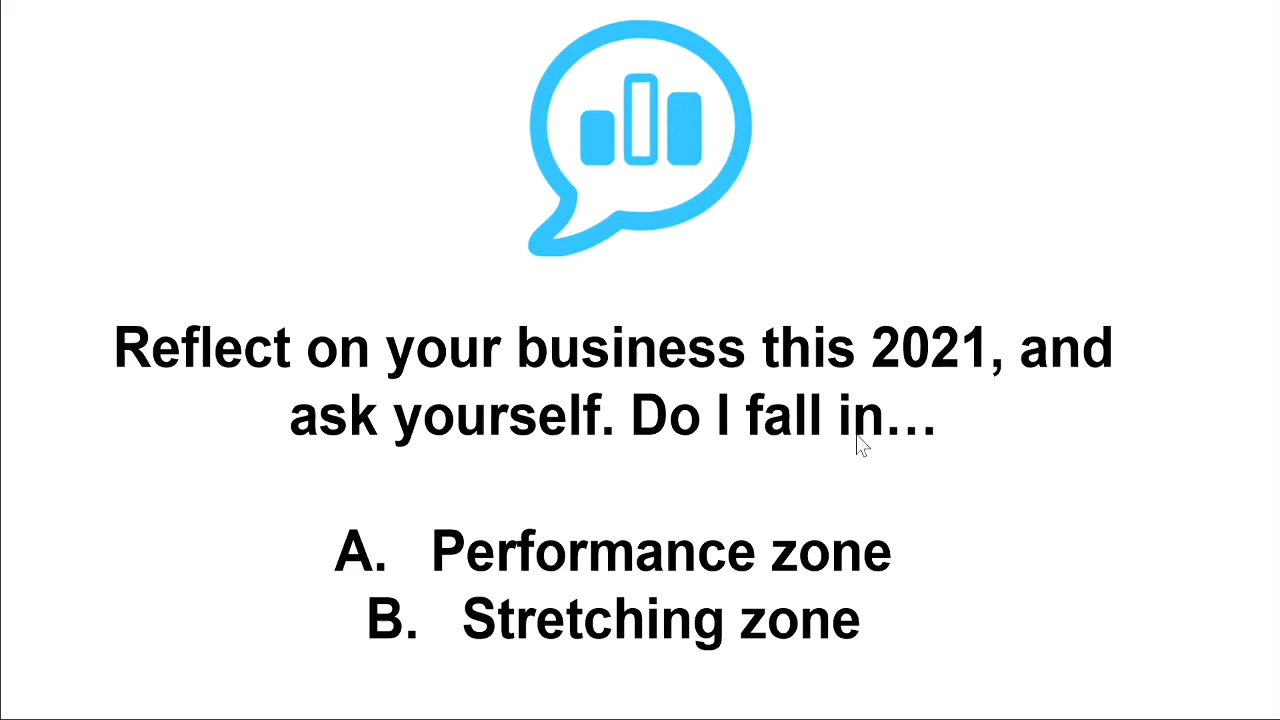 Reflect on your business this 2021, and
ask yourself. Do I fall in…
A. Performance zone
B. Stretching zone